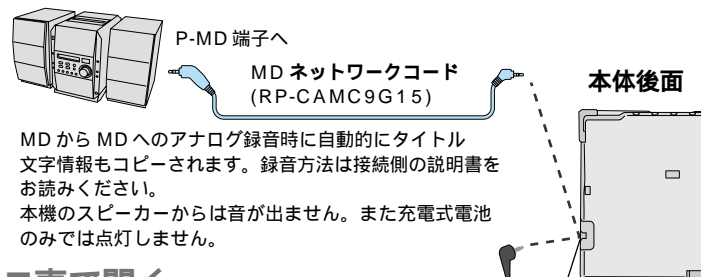 P-MD 端子へ
MD ネットワークコード
(RP-CAMC9G15)
本体後面
MD から MD へのアナログ録音時に自動的にタイトル
文字情報もコピーされます。録音方法は接続側の説明書を
お読みください。
本機のスピーカーからは音が出ません。また充電式電池
のみでは点灯しません。